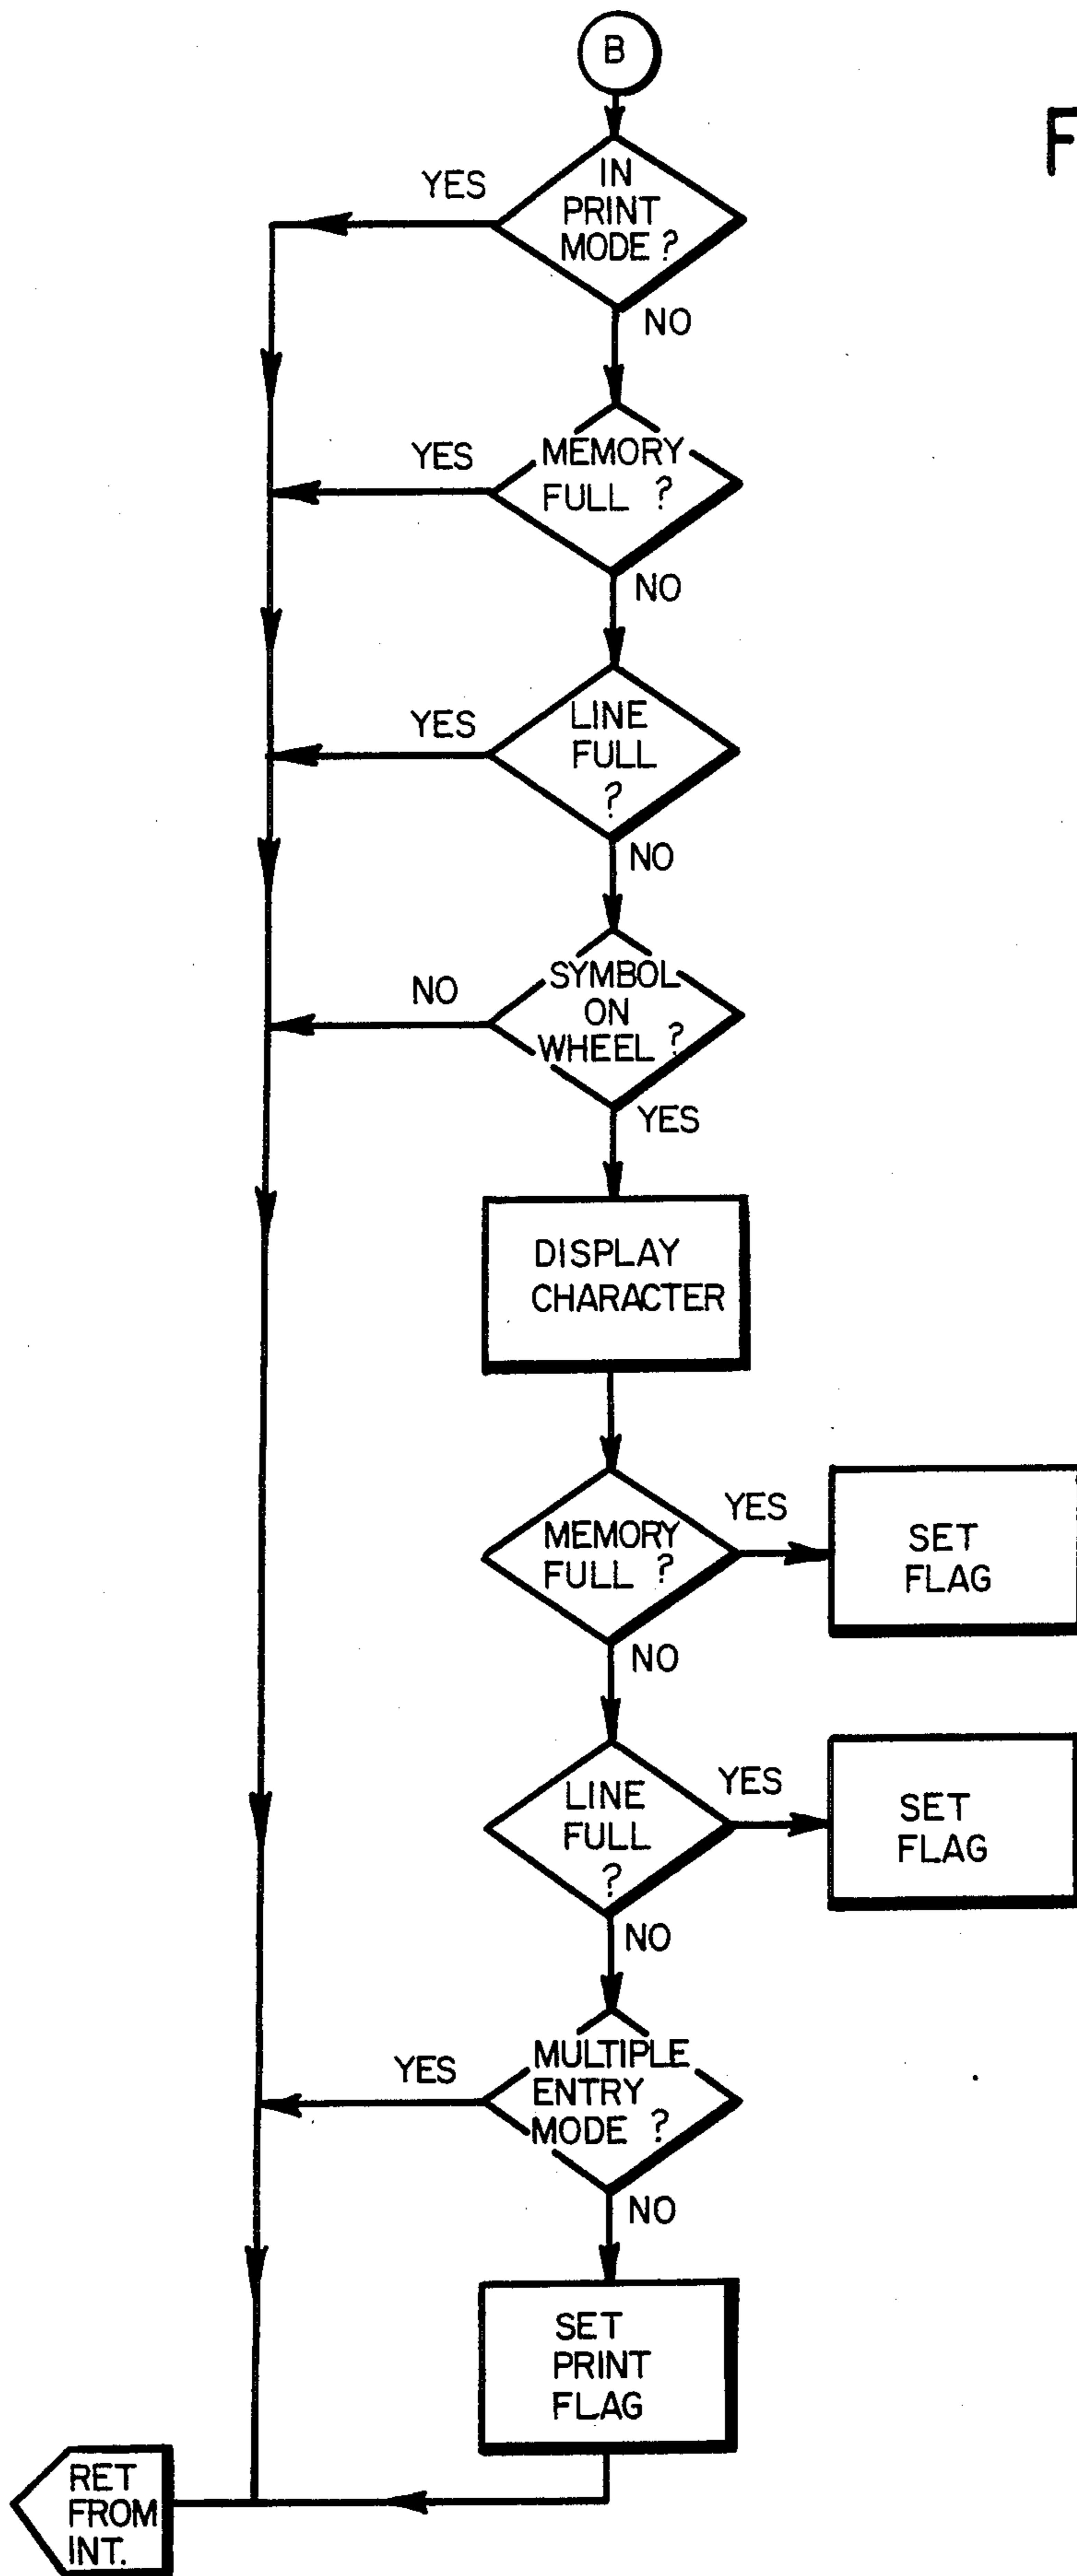 B
F
IN
PRINT
MODE ?
YES
NO
MEMORY
FULL ?
YES
NO
LINE
FULL
?
YES
NO
SYMBOL
ON
WHEEL ?
NO
YES
DISPLAY
CHARACTER
MEMORY
FULL ?
YES
SET
FLAG
NO
LINE
FULL
?
YES
SET
FLAG
NO
MULTIPLE
ENTRY
MODE ?
YES
NO
SET
PRINT
FLAG
RET
FROM
INT.